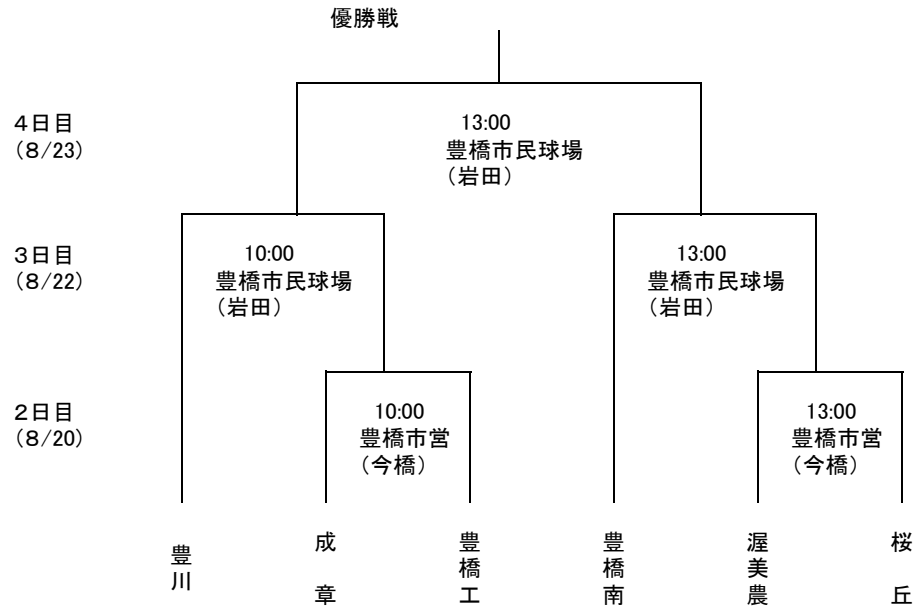 優勝戦
4日目
(8/23)
13:00
豊橋市民球場
(岩田)
3日目
(8/22)
10:00
豊橋市民球場
(岩田)
13:00
豊橋市民球場
(岩田)
2日目
(8/20)
10:00
豊橋市営
(今橋)
13:00
豊橋市営
(今橋)
豊川
成章
豊橋工
豊橋南
渥美農
桜丘